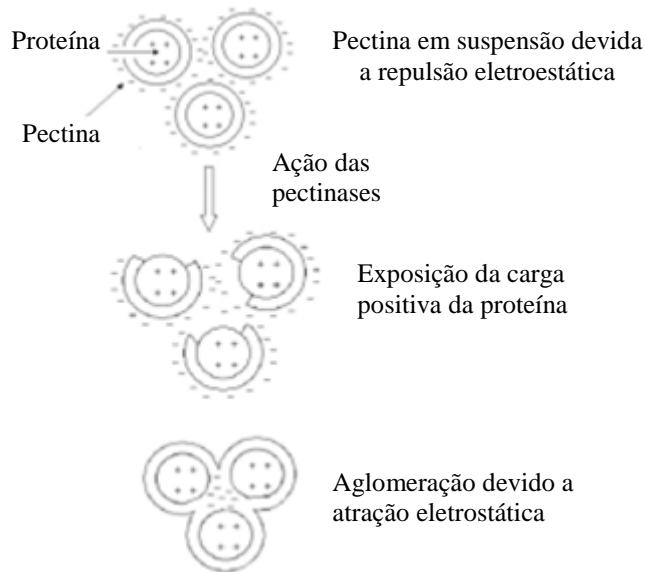 Proteína
Pectina em suspensão devida
a repulsão eletroestática
Pectina
Ação das
pectinases
Exposição da carga
positiva da proteína
Aglomeração devido a
atração eletrostática